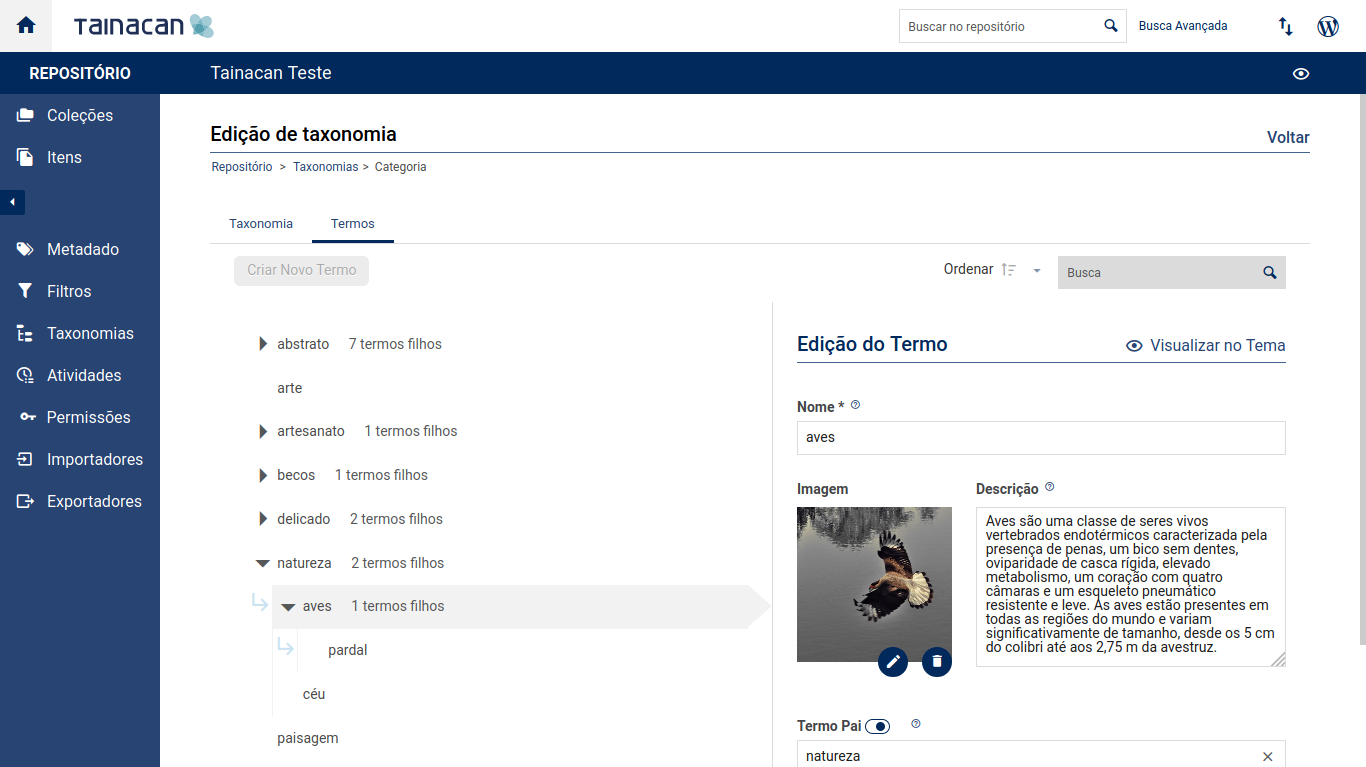 TAINACAN
Buscar no repositório
Busca Avançada
REPOSITÓRIO
Tainacan Teste
Coleções
Itens
Metadado
Filtros
Taxonomias
Atividades
Permissões
Importadores
Exportadores
Edição de taxonomia
Voltar
Repositório > Taxonomias > Categoria
Taxonomia
Termos
Criar Novo Termo
Ordenar
Busca
abstrato 7 termos filhos
arte
artesanato 1 termos filhos
becos 1 termos filhos
delicado 2 termos filhos
natureza 2 termos filhos
aves 1 termos filhos
pardal
céu
paisagem
Edição do Termo
Visualizar no Tema
Nome *
aves
Imagem
Descrição
Aves são uma classe de seres vivos
vertebrados endotérmicos caracterizada pela
presença de penas, um bico sem dentes,
oviparidade de casca rígida, elevado
metabolismo, um coração com quatro
câmaras e um esqueleto pneumático
resistente e leve. As aves estão presentes em
todas as regiões do mundo e variam
significativamente de tamanho, desde os 5 cm
do colibri até aos 2,75 m da avestruz.
Termo Pai
natureza